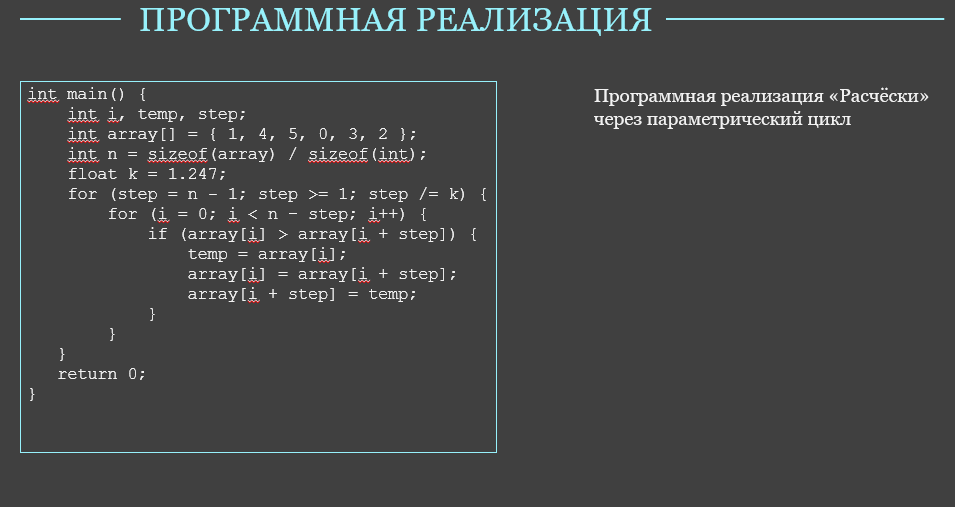 ПРОГРАММНАЯ РЕАЛИЗАЦИЯ
int main() {
int i, temp, step;
int array[] = { 1, 4, 5, 0, 3, 2 };
int n = sizeof(array) / sizeof(int);
float k = 1.247;
for (step = n - 1; step >= 1; step /= k) {
for (i = 0; i < n - step; i++) {
if (array[i] > array[i + step]) {
temp = array[i];
array[i] = array[i + step];
array[i + step] = temp;
}
}
}
return 0;
}
Программная реализация «Расчёски»
через параметрический цикл